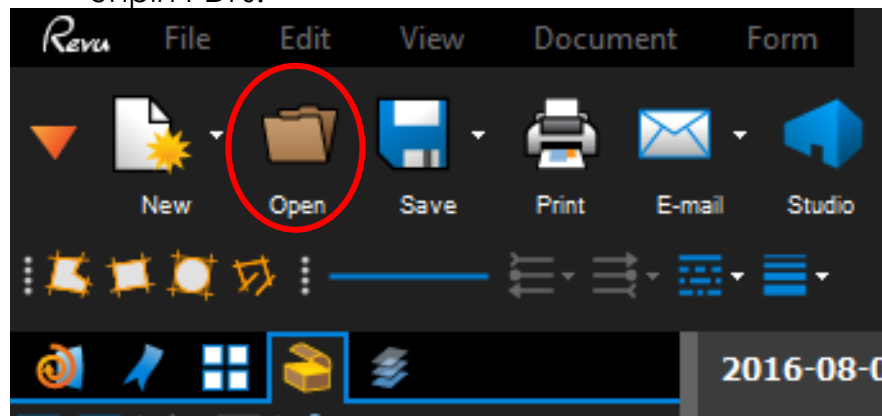 Revu File Edit View Document Form
New Open Save Print E-mail Studio
2016-08-0